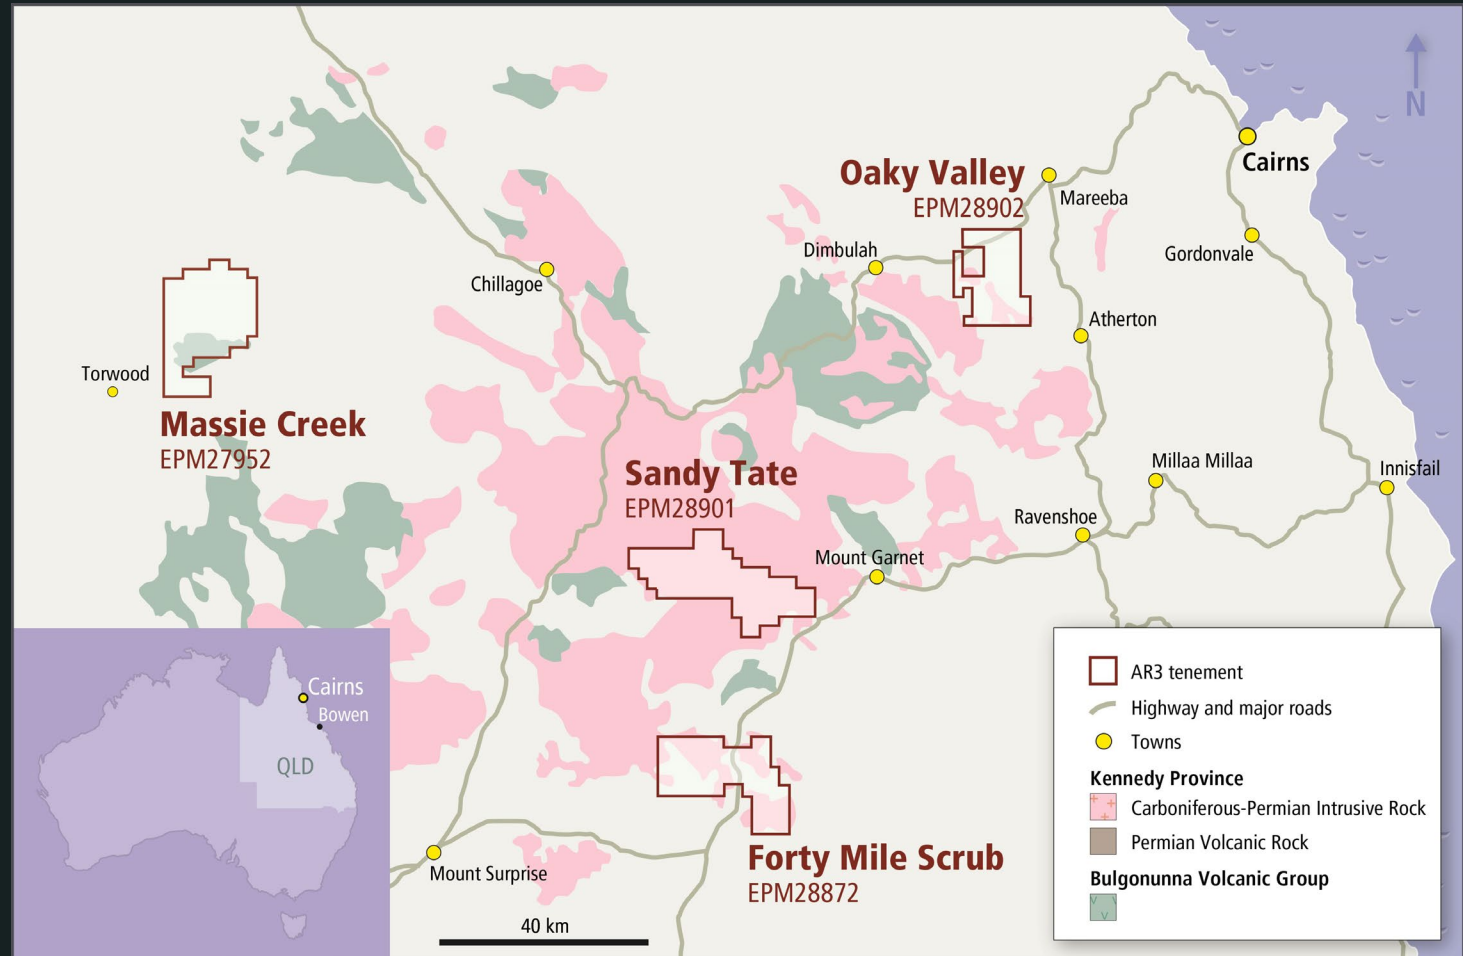 N
Cairns
Oaky Valley
EPM28902
Mareeba
Dimbulah
Gordonvale
Chillagoe
Atherton
Torwood
Massie Creek
EPM27952
Sandy Tate
EPM28901
Millaa Millaa
Innisfail
Ravenshoe
Mount Garnet
Forty Mile Scrub
EPM28872
Mount Surprise
40 km
Cairns
Bowen
QLD
AR3 tenement
Highway and major roads
Towns
Kennedy Province
Carboniferous-Permian Intrusive Rock
Permian Volcanic Rock
Bulgonunna Volcanic Group